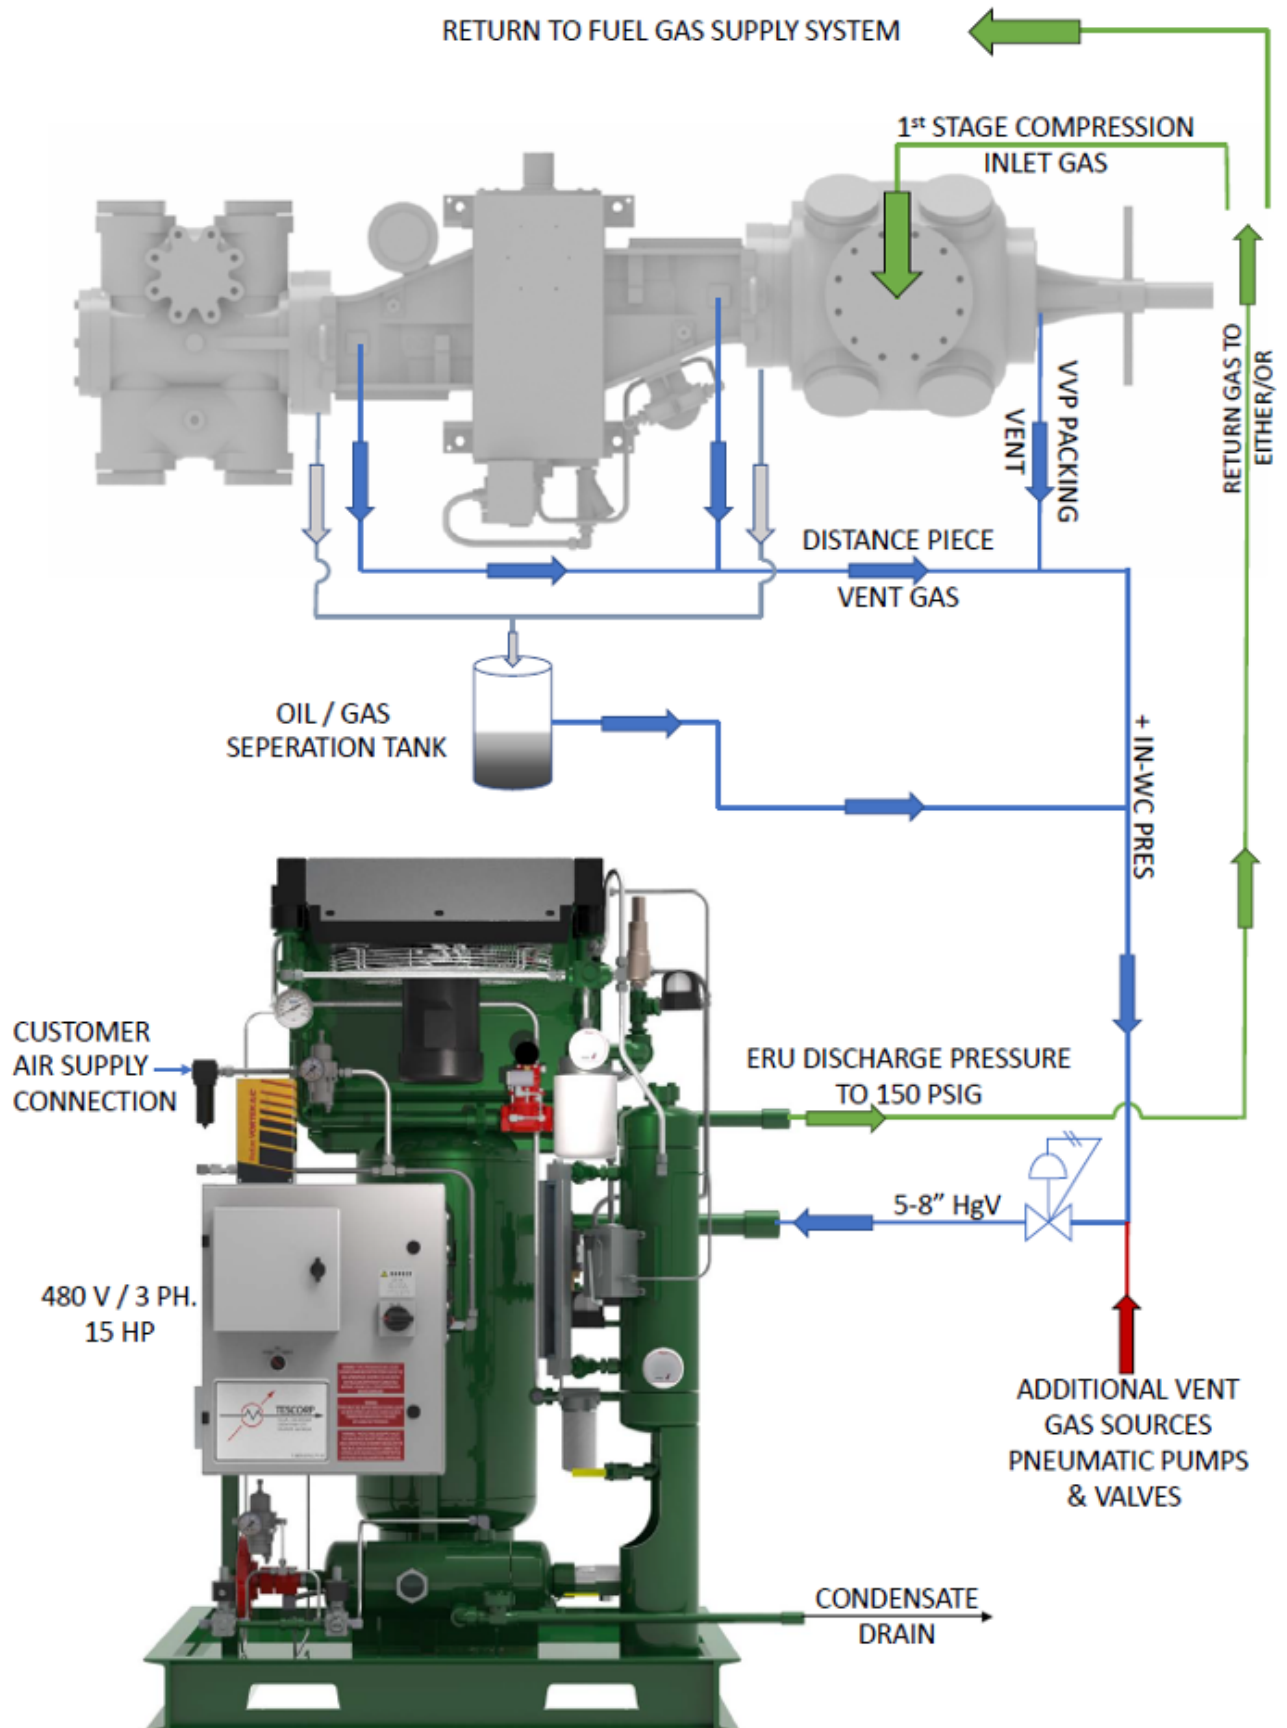 RETURN TO FUEL GAS SUPPLY SYSTEM
1st STAGE COMPRESSION
INLET GAS
RETURN GAS TO
EITHER/OR
VVP PACKING
VENT
DISTANCE PIECE
VENT GAS
OIL / GAS
SEPERATION TANK
+ IN-WC PRES
CUSTOMER
AIR SUPPLY
CONNECTION
ERU DISCHARGE PRESSURE
TO 150 PSIG
5-8” HgV
480 V / 3 PH.
15 HP
TESCORP
ADDITIONAL VENT
GAS SOURCES
PNEUMATIC PUMPS
& VALVES
CONDENSATE
DRAIN